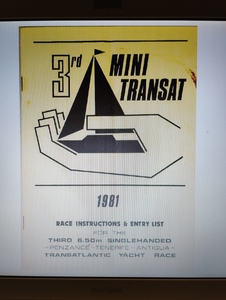 3rd MINI
TRANSAT
1981
RACE INSTRUCTIONS & ENTRY LIST
FOR THE
THIRD 6.50m SINGLEHANDED
-PENZANCE-TENERIFE-ANTIGUA-
TRANSATLANTIC YACHT RACE